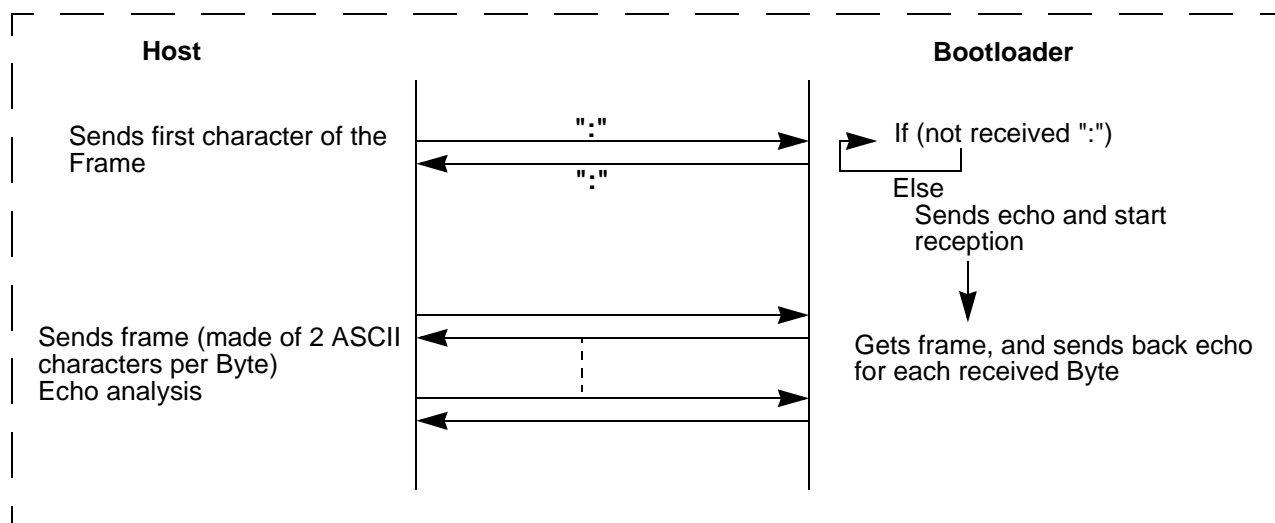 Host
Bootloader
Sends first character of the
Frame
":"
":"
If (not received ":")
Else
Sends echo and start
reception
Sends frame (made of 2 ASCII
characters per Byte)
Echo analysis
Gets frame, and sends back echo
for each received Byte